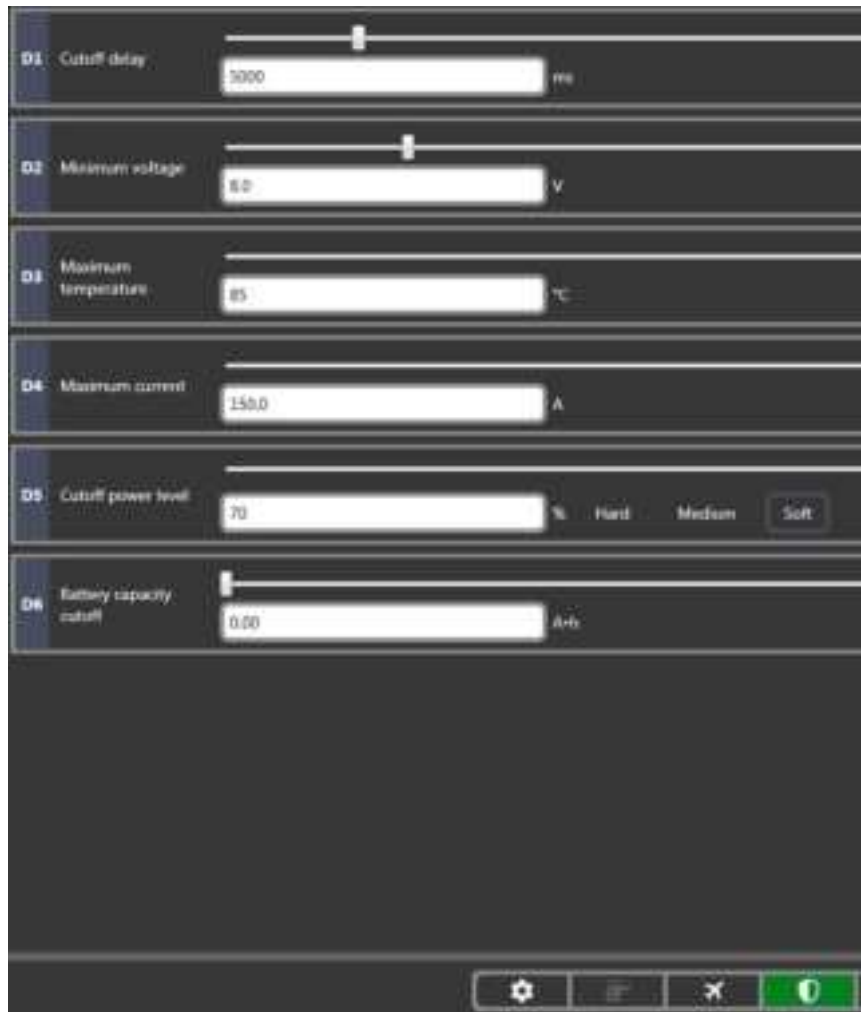 D1 Cutoff delay
5000 ms
D2 Minimum voltage
8.0 V
D3 Maximum
temperature
85 °C
D4 Maximum current
150.0 A
D5 Cutoff power level
70 % Hard Medium Soft
D6 Battery capacity
cutoff
0.00 A•h